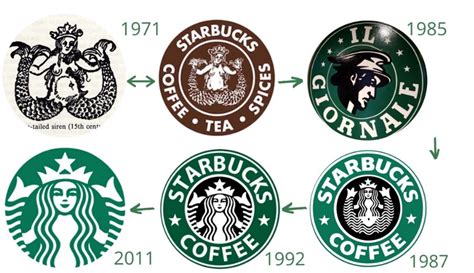 1971
-tailed siren (15th cent
STARBUCKS
COFFEE • TEA • SPICES
1985
IL
GIORNALE
2011
STARBUCKS
COFFEE
1992
STARBUCKS
COFFEE
1987